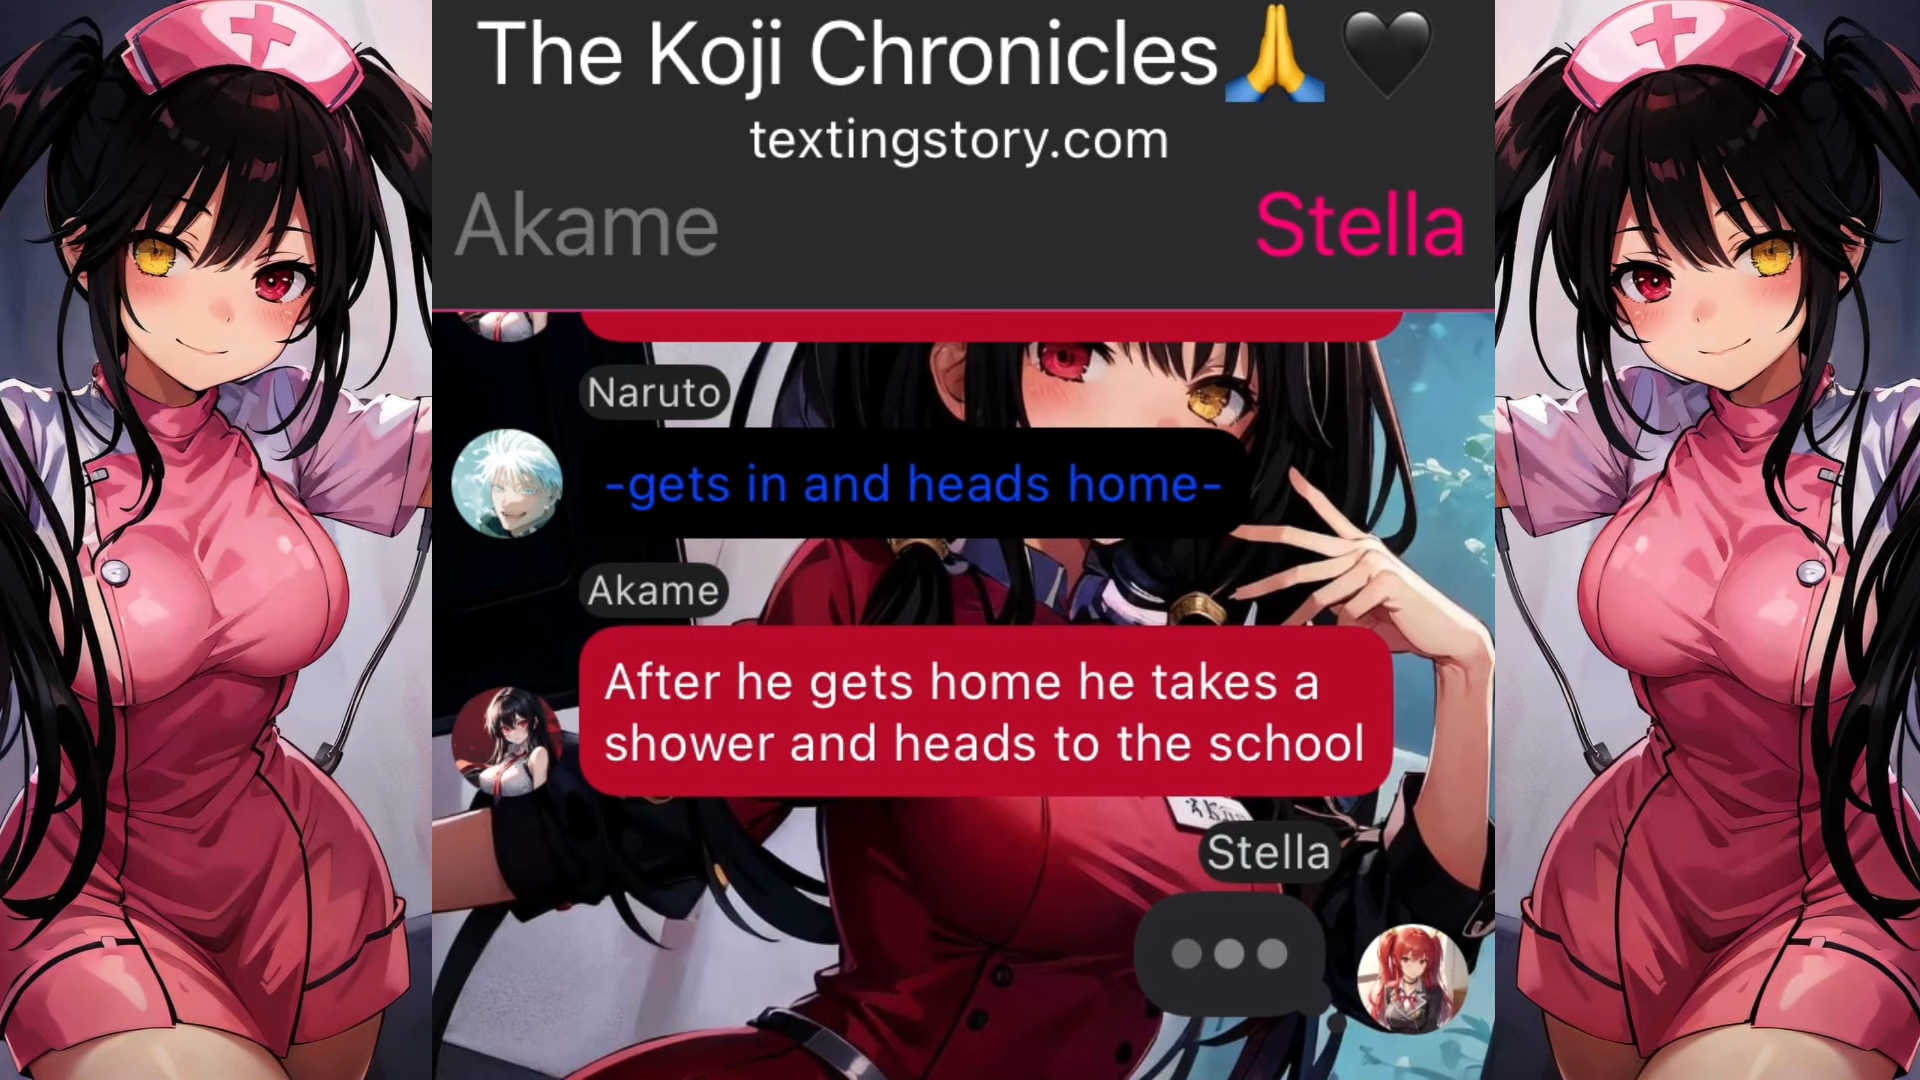 The Koji Chronicles🙏🖤
textingstory.com
Akame
Stella
Naruto
-gets in and heads home-
Akame
After he gets home he takes a
shower and heads to the school
Stella